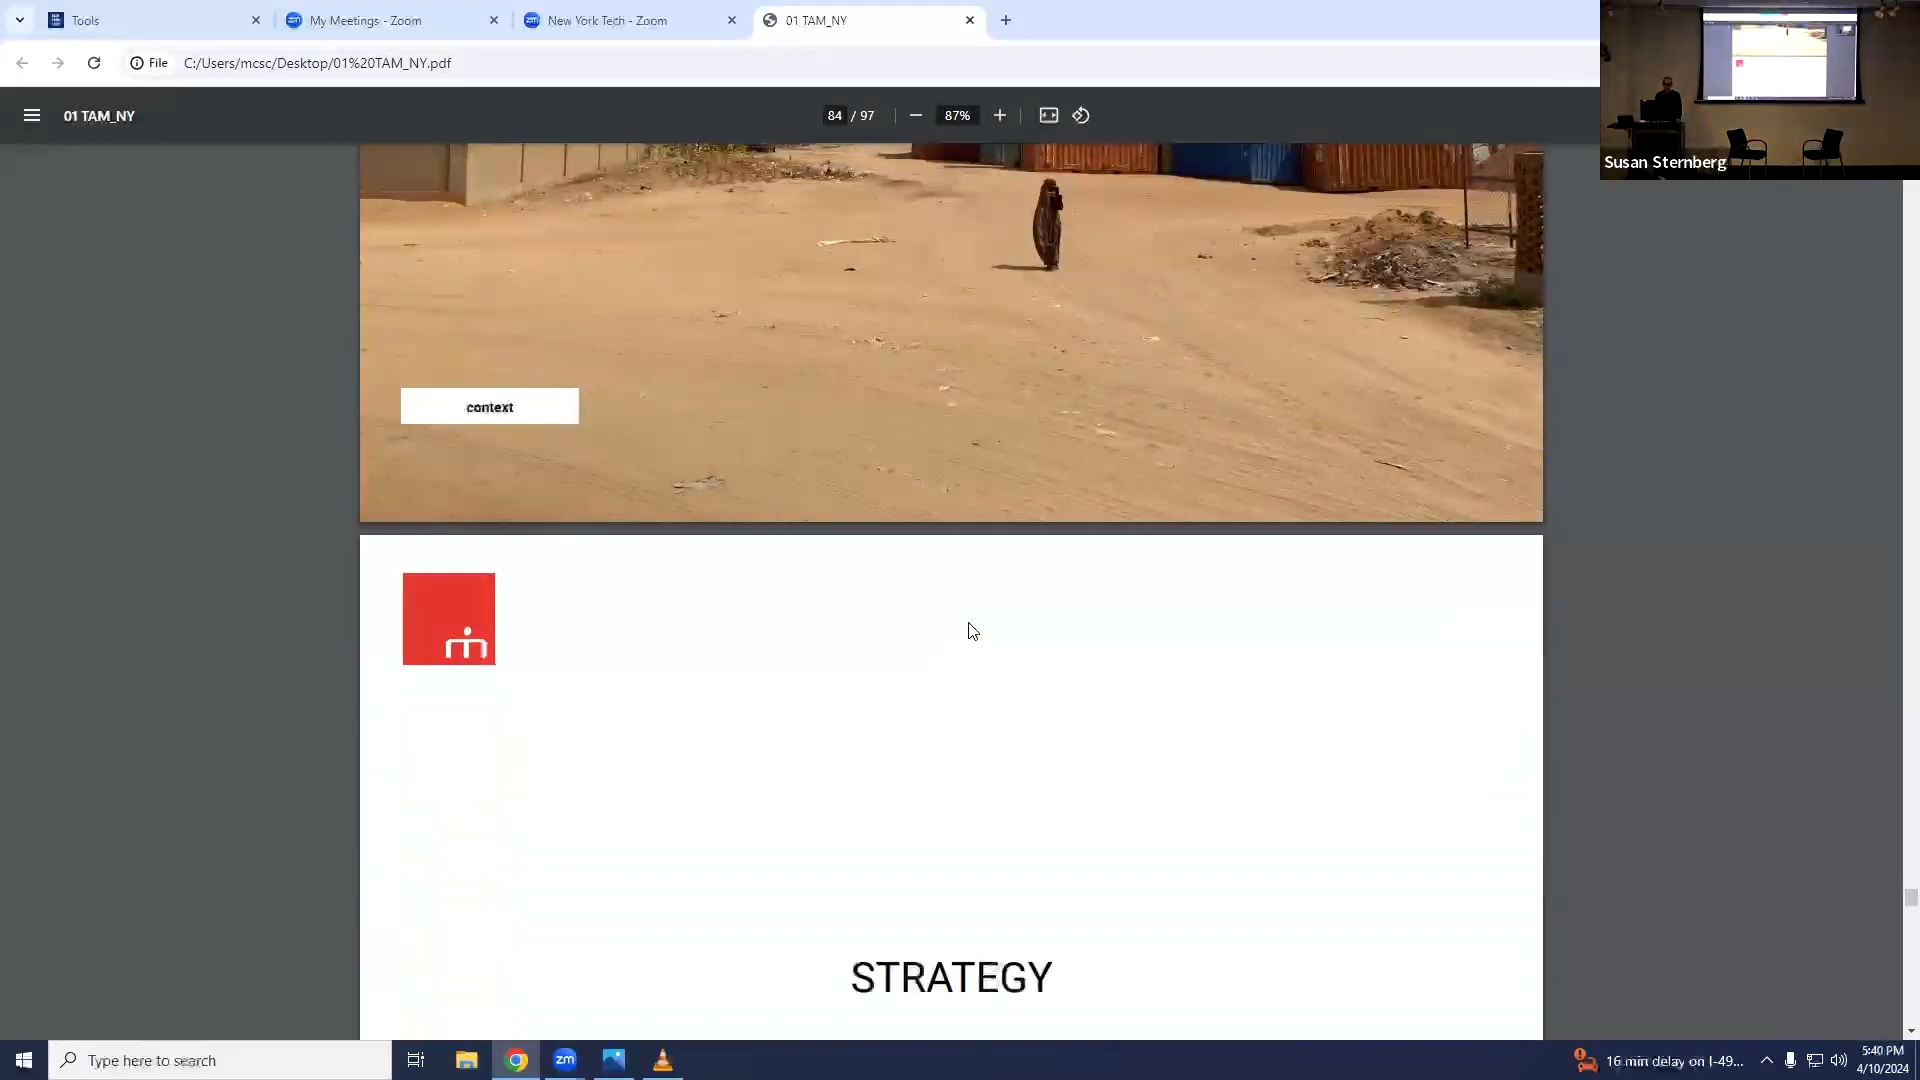 Tools
My Meetings - Zoom
New York Tech - Zoom
01 TAM_NY
File
C:/Users/mcsc/Desktop/01%20TAM_NY.pdf
01 TAM_NY
84 / 97
87%
Susan Sternberg
context
STRATEGY
Type here to search
zm
16 min delay on I-49...
5:40 PM
4/10/2024